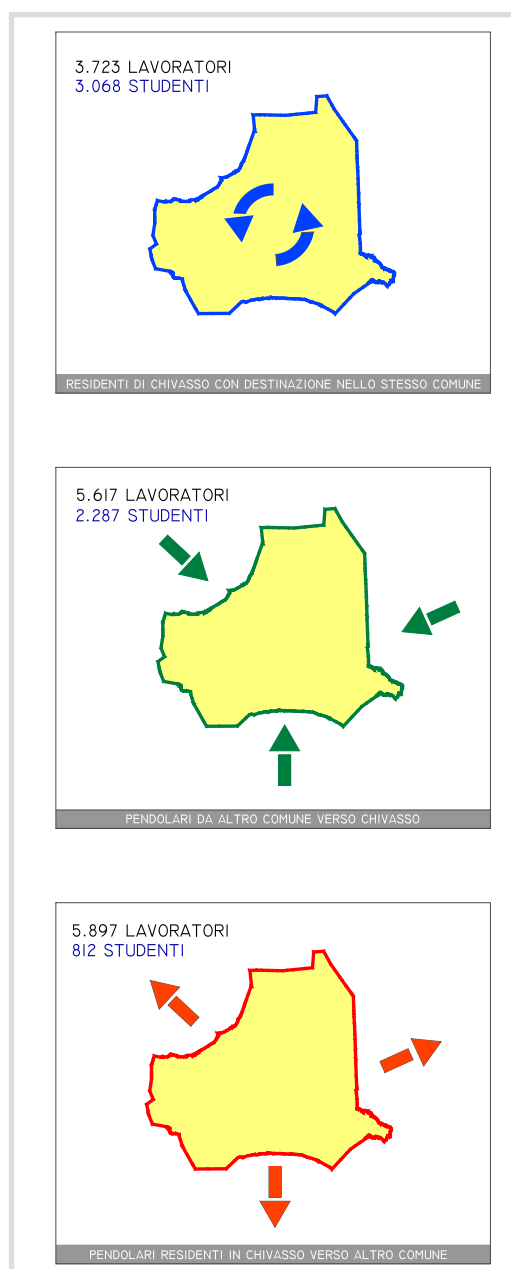 3.723 LAVORATORI
3.068 STUDENTI
RESIDENTI DI CHIVASSO CON DESTINAZIONE NELLO STESSO COMUNE
5.617 LAVORATORI
2.287 STUDENTI
PENDOLARI DA ALTRO COMUNE VERSO CHIVASSO
5.897 LAVORATORI
812 STUDENTI
PENDOLARI RESIDENTI IN CHIVASSO VERSO ALTRO COMUNE